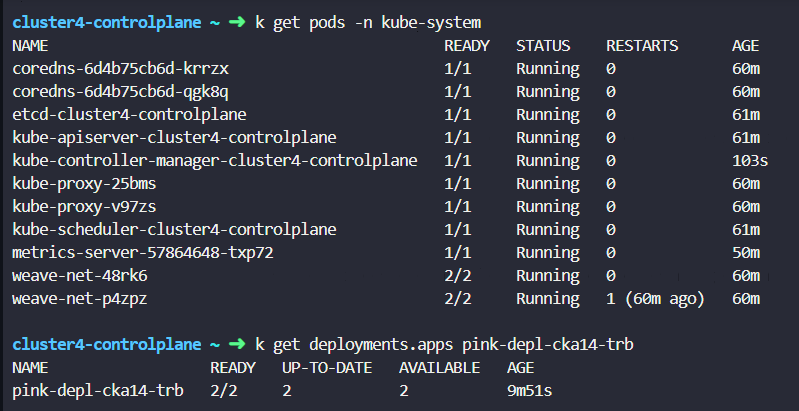 cluster4-controlplane ~ ➜ k get pods -n kube-system
NAME READY STATUS RESTARTS AGE
coredns-6d4b75cb6d-krrzx 1/1 Running 0 60m
coredns-6d4b75cb6d-qgk8q 1/1 Running 0 60m
etcd-cluster4-controlplane 1/1 Running 0 61m
kube-apiserver-cluster4-controlplane 1/1 Running 0 61m
kube-controller-manager-cluster4-controlplane 1/1 Running 0 103s
kube-proxy-25bms 1/1 Running 0 60m
kube-proxy-v97zs 1/1 Running 0 60m
kube-scheduler-cluster4-controlplane 1/1 Running 0 61m
metrics-server-57864648-txp72 1/1 Running 0 50m
weave-net-48rk6 2/2 Running 0 60m
weave-net-p4zpz 2/2 Running 1 (60m ago) 60m
cluster4-controlplane ~ ➜ k get deployments.apps pink-depl-cka14-trb
NAME READY UP-TO-DATE AVAILABLE AGE
pink-depl-cka14-trb 2/2 2 2 9m51s